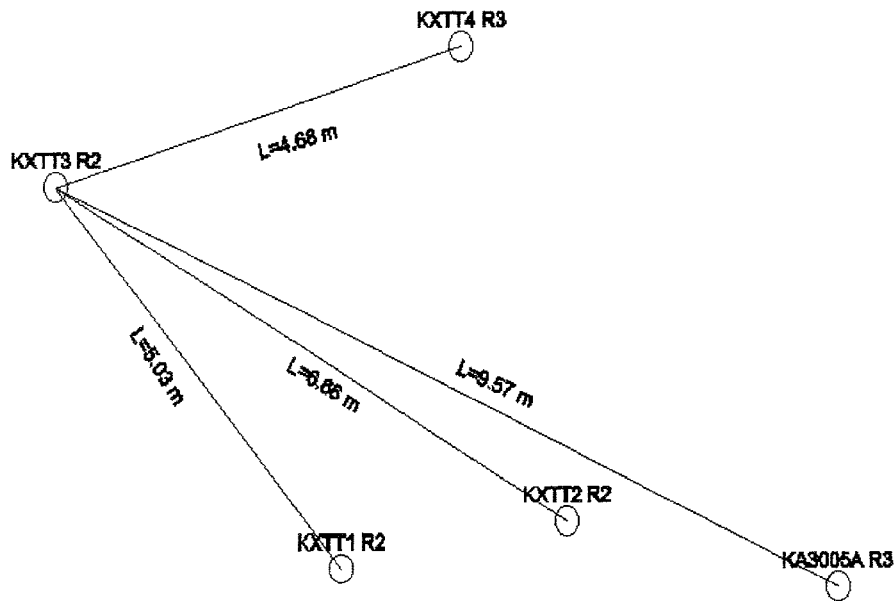 KXTT4 R3
L=4.68 m
KXTT3 R2
L=5.03 m
L=6.66 m
L=9.57 m
KXTT2 R2
KXTT1 R2
KA3005A R3